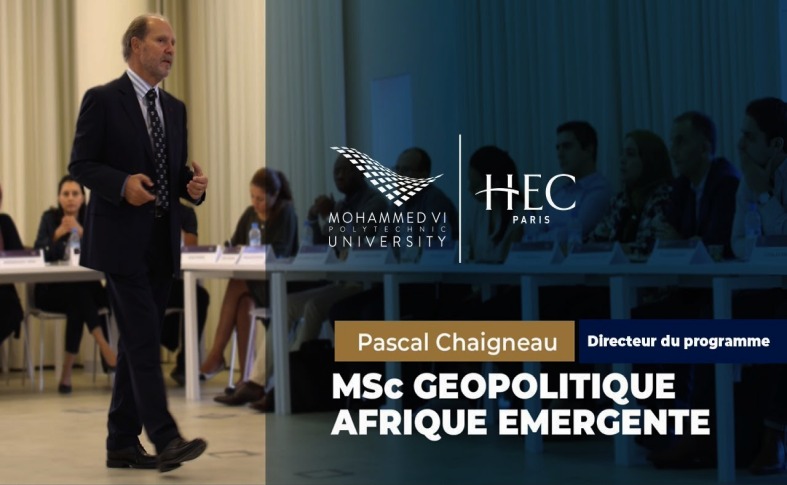 MOHAMMED VI
POLYTECHNIC
UNIVERSITY
HEC
PARIS
Pascal Chaigneau
Directeur du programme
MSc GEOPOLITIQUE
AFRIQUE EMERGENTE